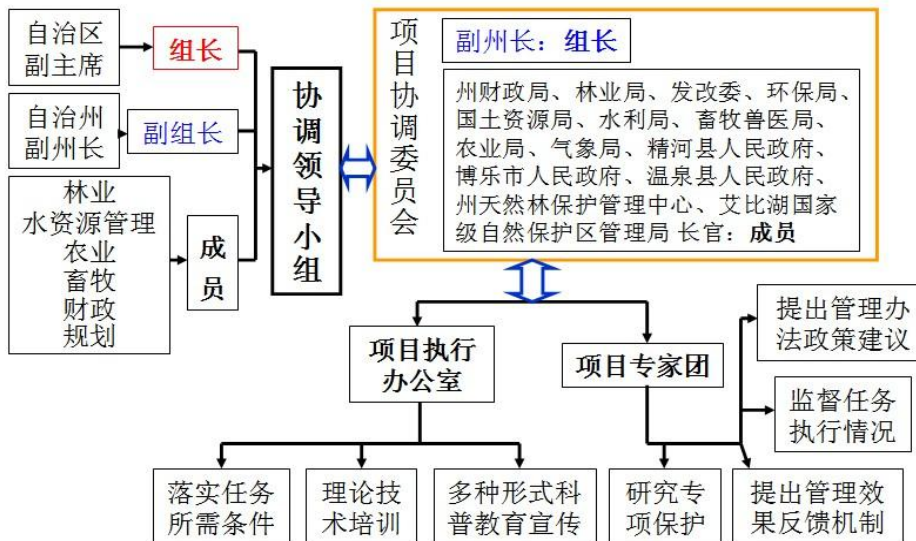 自治区
副主席
组长
自治州
副州长
副组长
林业
水资源管理
农业
畜牧
财政
规划
成员
协调领导小组
项目协调委员会
副州长：组长
州财政局、林业局、发改委、环保局、
国土资源局、水利局、畜牧兽医局、
农业局、气象局、精河县人民政府、
博乐市人民政府、温泉县人民政府、
州天然林保护管理中心、艾比湖国家
级自然保护区管理局 长官：成员
项目执行
办公室
项目专家团
提出管理办
法政策建议
监督任务
执行情况
落实任务
所需条件
理论技
术培训
多种形式科
普教育宣传
研究专
项保护
提出管理效
果反馈机制